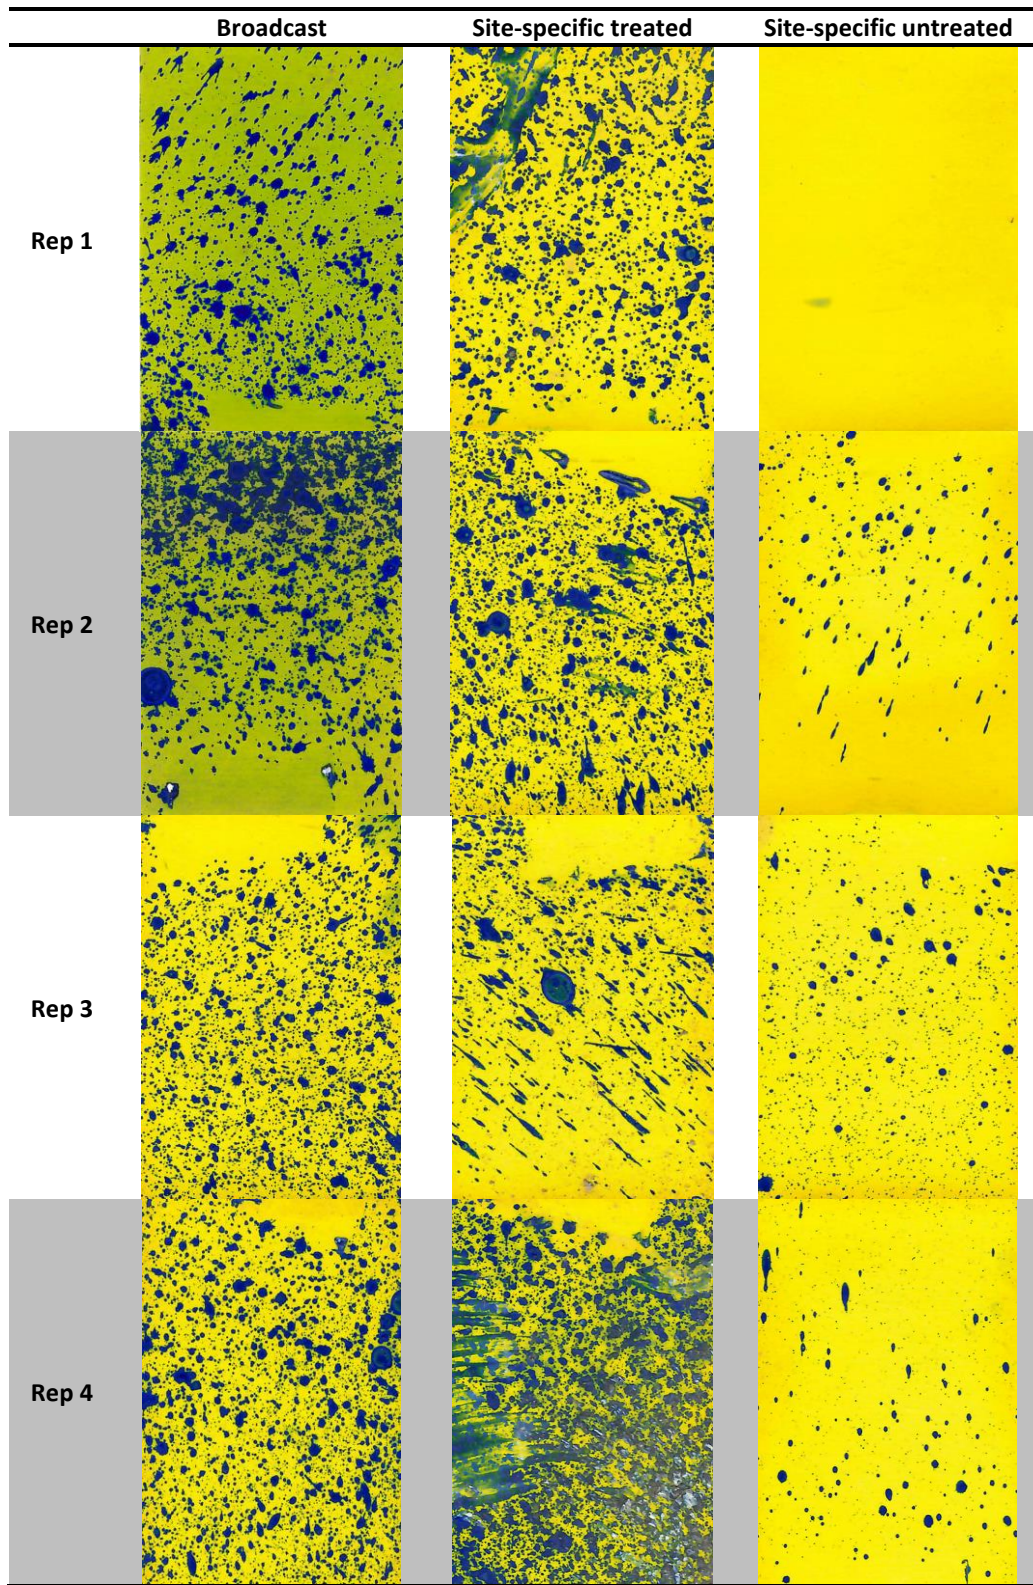 Broadcast Site-specific treated Site-specific untreated
Rep 1
Rep 2
Rep 3
Rep 4